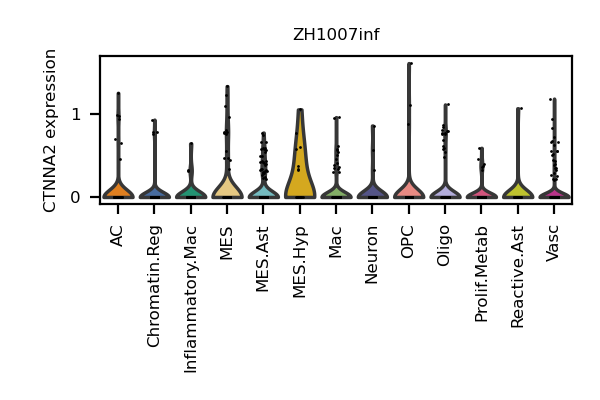 ZH1007inf
CTNNA2 expression
1
0
AC
Chromatin.Reg
Inflammatory.Mac
MES
MES.Ast
MES.Hyp
Mac
Neuron
OPC
Oligo
Prolif.Metab
Reactive.Ast
Vasc